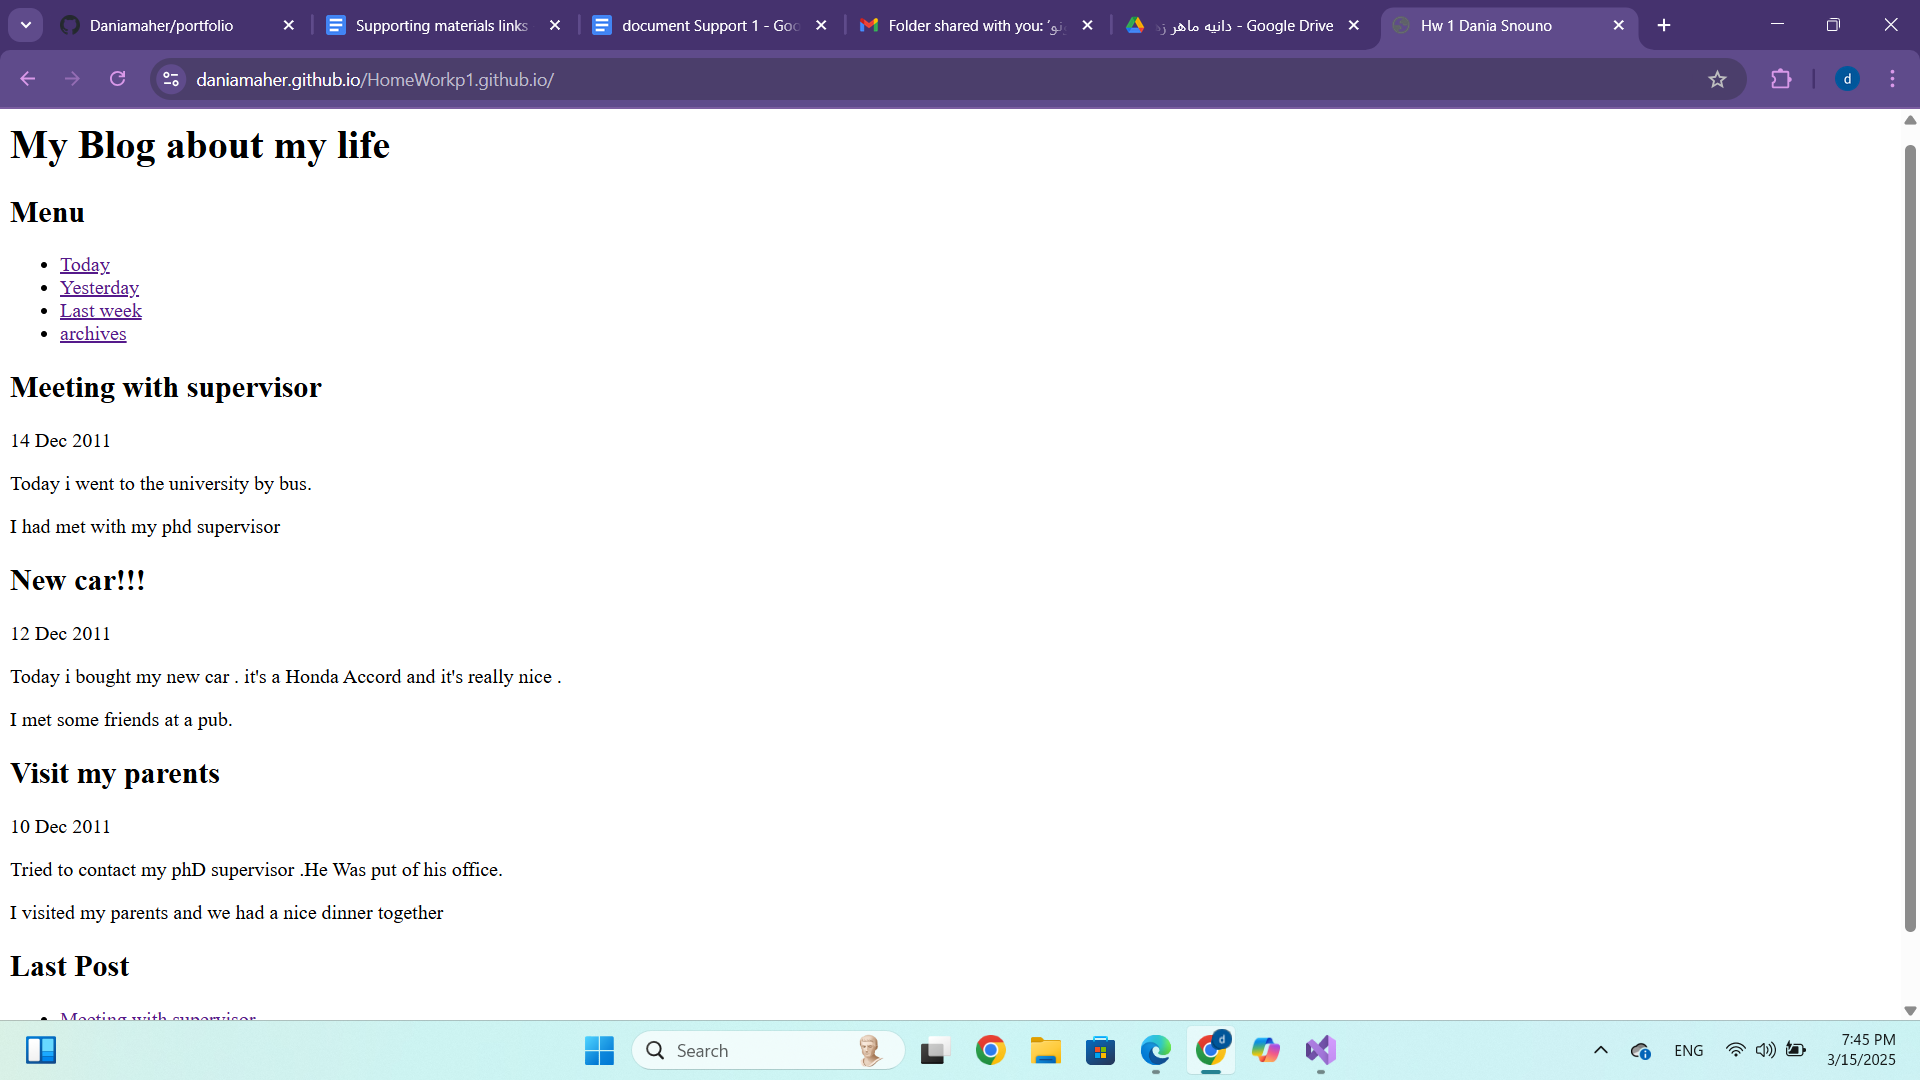 Daniamaher/portfolio
Supporting materials links
document Support 1 - Goo
Folder shared with you:
دانيه ماهر - Google Drive
Hw 1 Dania Snouno
daniamaher.github.io/HomeWorkp1.github.io/
d
My Blog about my life
Menu
Today
Yesterday
Last week
archives
Meeting with supervisor
14 Dec 2011
Today i went to the university by bus.
I had met with my phd supervisor
New car!!!
12 Dec 2011
Today i bought my new car . it's a Honda Accord and it's really nice .
I met some friends at a pub.
Visit my parents
10 Dec 2011
Tried to contact my phD supervisor .He Was put of his office.
I visited my parents and we had a nice dinner together
Last Post
Meeting with supervisor
Search
d
ENG
7:45 PM
3/15/2025